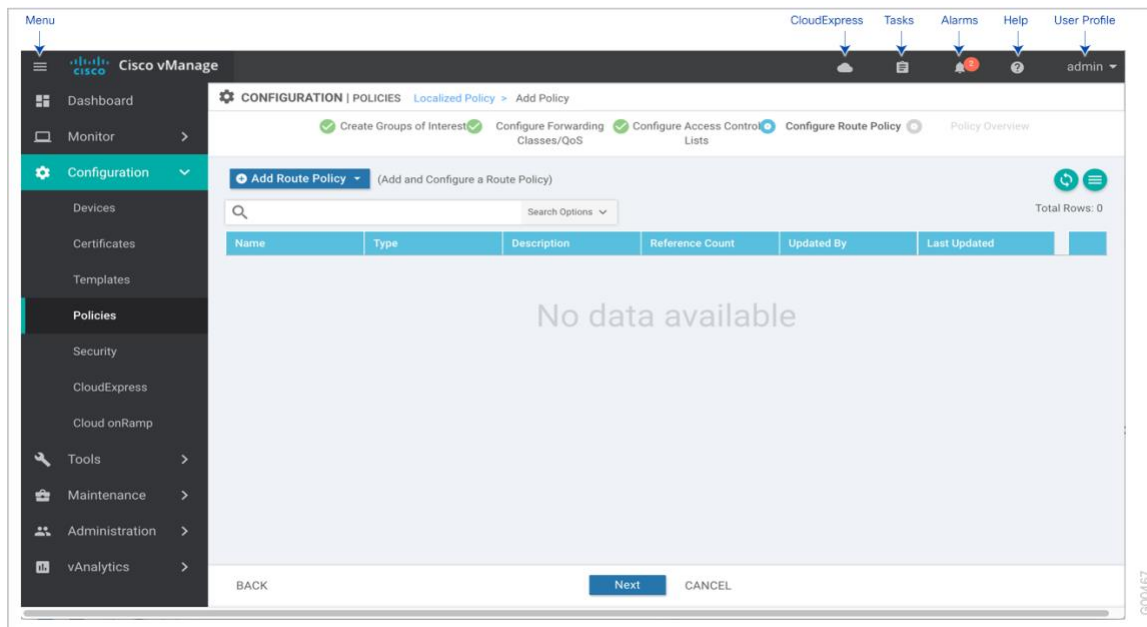 Menu
CloudExpress Tasks Alarms Help User Profile
cisco Cisco vManage
2
admin
Dashboard
Monitor
Configuration
Devices
Certificates
Templates
Policies
Security
CloudExpress
Cloud onRamp
Tools
Maintenance
Administration
vAnalytics
CONFIGURATION | POLICIES Localized Policy > Add Policy
Create Groups of Interest
Configure Forwarding
Classes/QoS
Configure Access Control
Lists
Configure Route Policy
Policy Overview
Add Route Policy (Add and Configure a Route Policy)
Search Options
Total Rows: 0
Name Type Description Reference Count Updated By Last Updated
No data available
BACK Next CANCEL
G00467